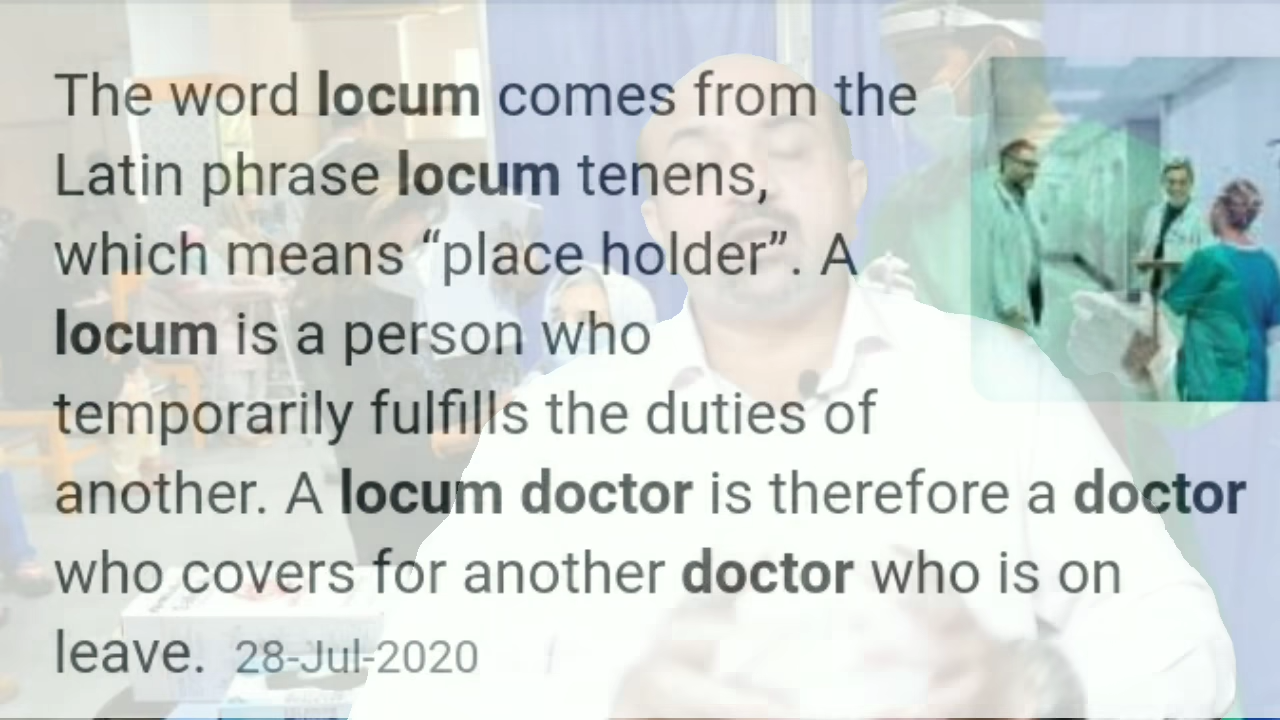 The word locum comes from the
Latin phrase locum tenens,
which means “place holder”. A
locum is a person who
temporarily fulfills the duties of
another. A locum doctor is therefore a doctor
who covers for another doctor who is on
leave. 28-Jul-2020